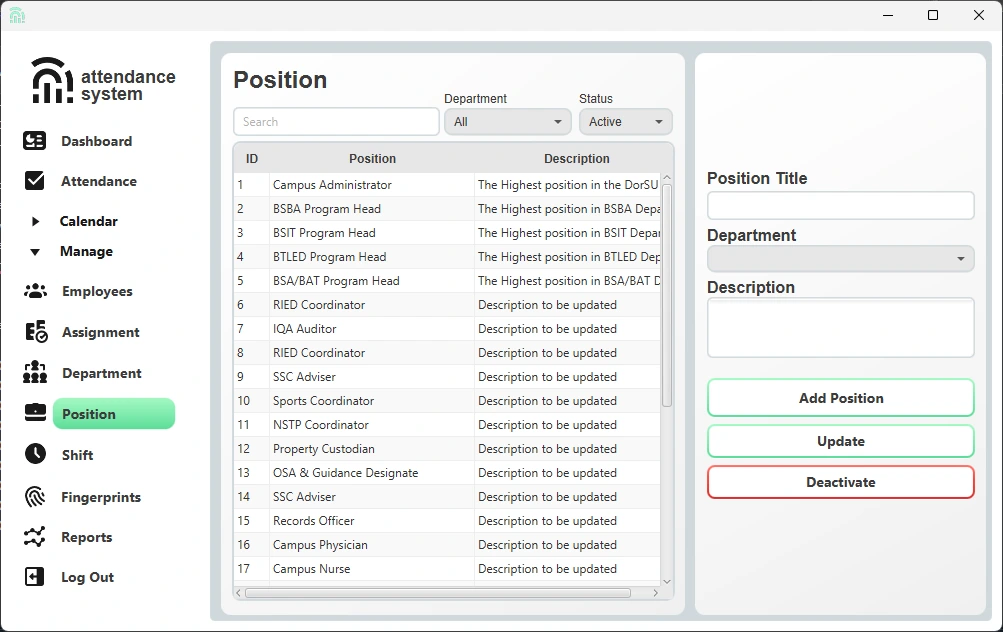 attendance
system
Dashboard
Attendance
Calendar
Manage
Employees
Assignment
Department
Position
Shift
Fingerprints
Reports
Log Out
Position
Department
Status
Search
All
Active
ID Position Description
1 Campus Administrator The Highest position in the DorSU
2 BSBA Program Head The Highest position in BSBA Depa
3 BSIT Program Head The Highest position in BSIT Depar
4 BTLED Program Head The Highest position in BTLED Dep
5 BSA/BAT Program Head The Highest position in BSA/BAT D
6 RIED Coordinator Description to be updated
7 IQA Auditor Description to be updated
8 RIED Coordinator Description to be updated
9 SSC Adviser Description to be updated
10 Sports Coordinator Description to be updated
11 NSTP Coordinator Description to be updated
12 Property Custodian Description to be updated
13 OSA & Guidance Designate Description to be updated
14 SSC Adviser Description to be updated
15 Records Officer Description to be updated
16 Campus Physician Description to be updated
17 Campus Nurse Description to be updated
Position Title
Department
Description
Add Position
Update
Deactivate